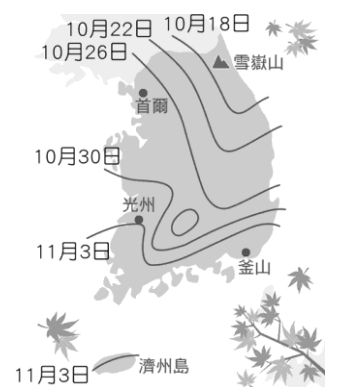 10月18日
10月22日
10月26日
雪嶽山
首爾
10月30日
光州
11月3日
釜山
濟州島
11月3日